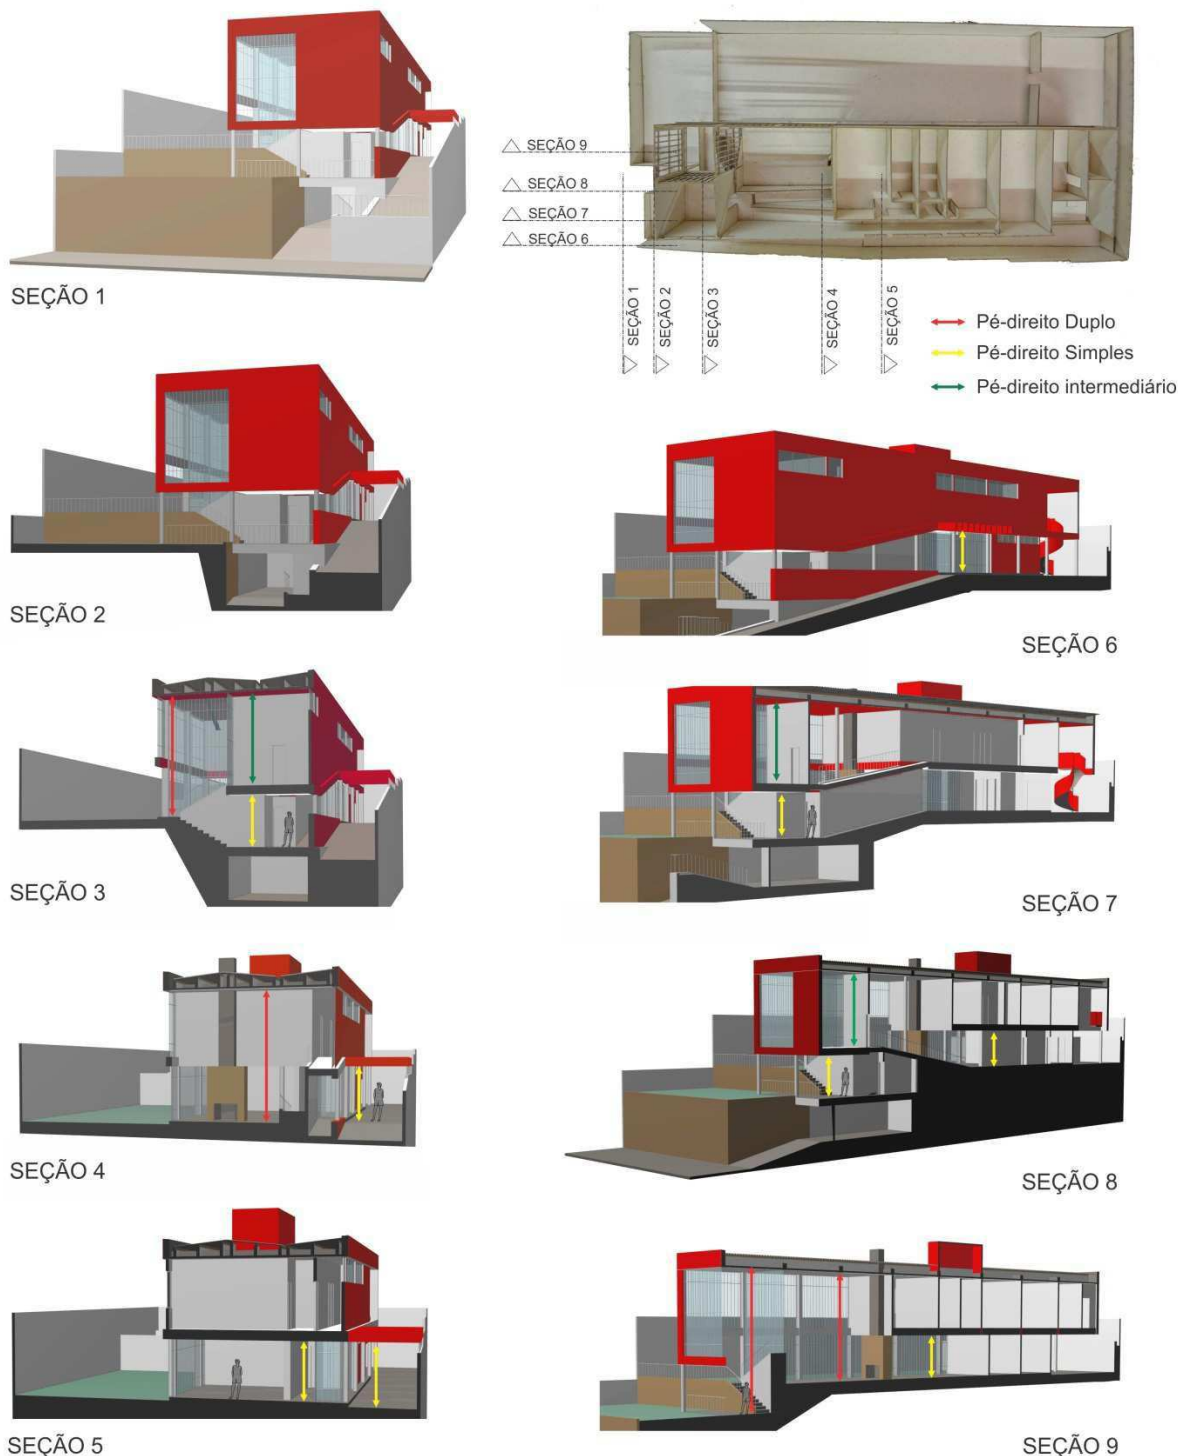 SEÇÃO 9
SEÇÃO 8
SEÇÃO 7
SEÇÃO 6
SEÇÃO 1
SEÇÃO 2
SEÇÃO 3
SEÇÃO 4
SEÇÃO 5
Pé-direito Duplo
Pé-direito Simples
Pé-direito intermediário
SEÇÃO 1
SEÇÃO 2
SEÇÃO 6
SEÇÃO 3
SEÇÃO 7
SEÇÃO 4
SEÇÃO 8
SEÇÃO 5
SEÇÃO 9